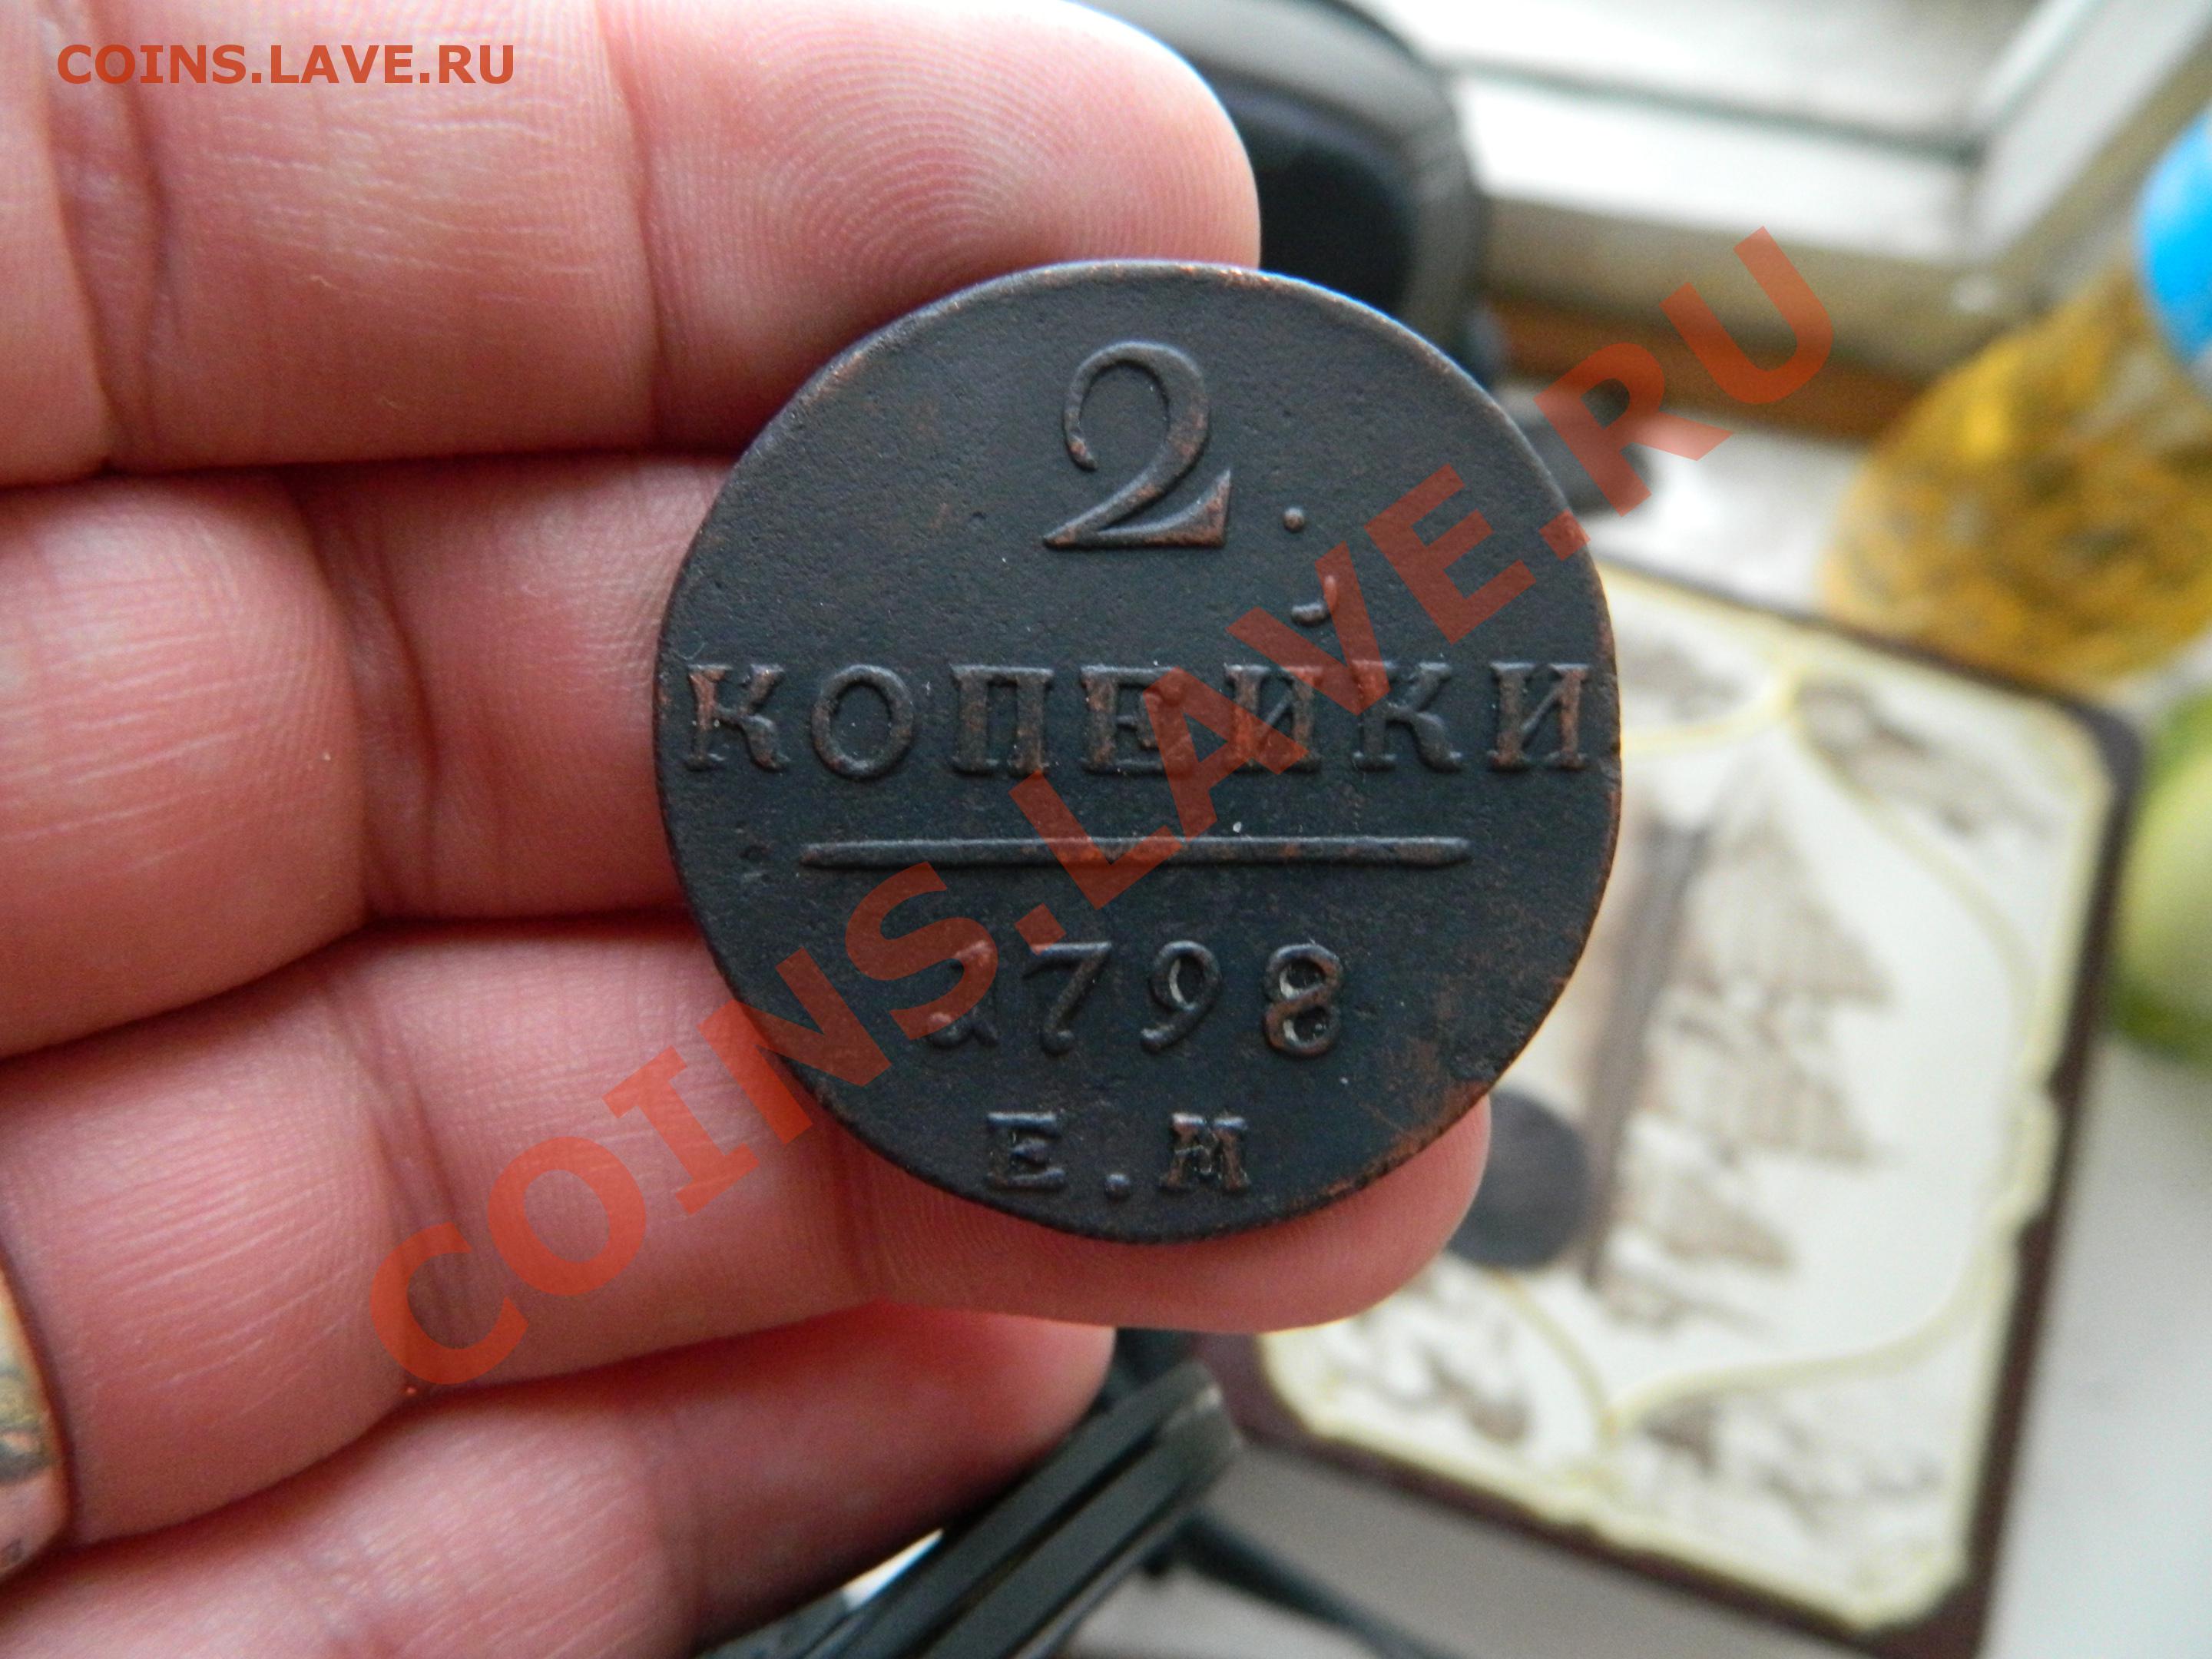 COINS.LAVE.RU
2.
КОПЕЙКИ
1798
Е.М
COINS.LAVE.RU